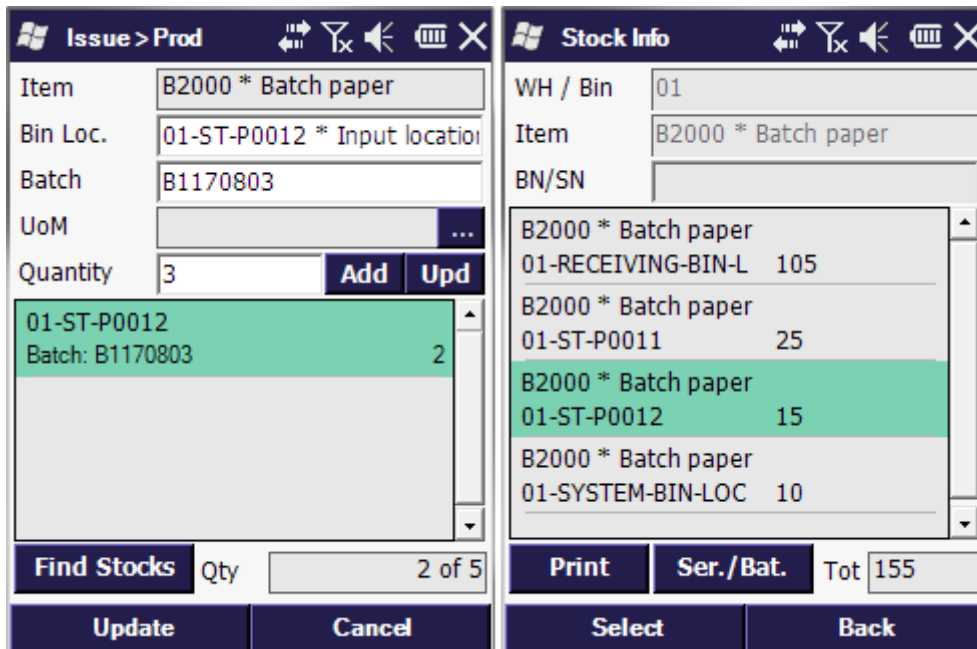 Issue > Prod
Item B2000 * Batch paper
Bin Loc. 01-ST-P0012 * Input location
Batch B1170803
UoM ...
Quantity 3 Add Upd
01-ST-P0012
Batch: B1170803 2
Find Stocks Qty 2 of 5
Update Cancel
Stock Info
WH / Bin 01
Item B2000 * Batch paper
BN/SN
B2000 * Batch paper
01-RECEIVING-BIN-L 105
B2000 * Batch paper
01-ST-P0011 25
B2000 * Batch paper
01-ST-P0012 15
B2000 * Batch paper
01-SYSTEM-BIN-LOC 10
Print Ser./Bat. Tot 155
Select Back